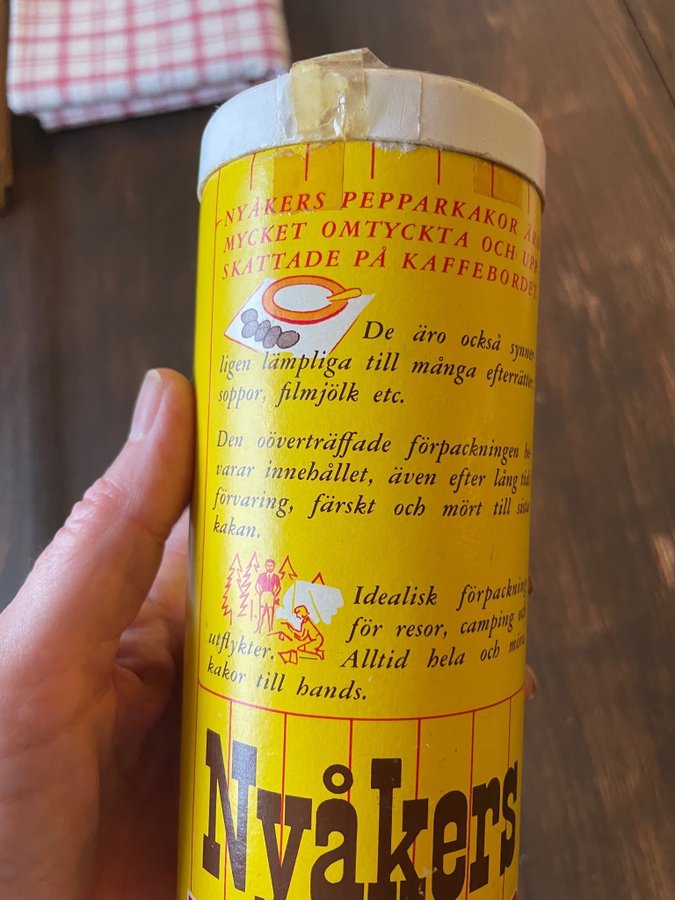 NYÅKERS PEPPARKAKOR ÄRO
MYCKET OMTYCKTA OCH UPP-
SKATTADE PÅ KAFFEBORDET.
De äro också synner-
ligen lämpliga till många efterrätter,
soppor, filmjölk etc.
Den oöverträffade förpackningen be-
varar innehållet, även efter lång tids
förvaring, färskt och mört till sista
kakan.
Idealisk förpackning
för resor, camping och
utflykter. Alltid hela och möra
kakor till hands.
Nyåkers